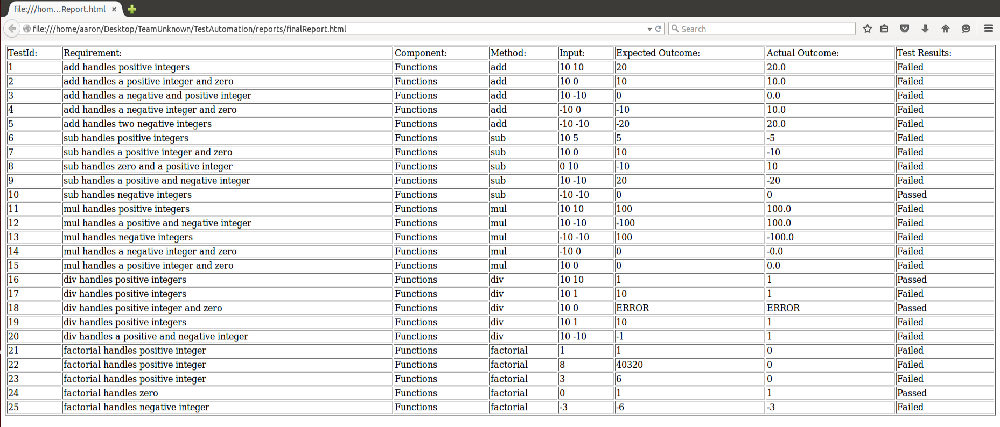 file:///hom...Report.html
file:///home/aaron/Desktop/TeamUnknown/TestAutomation/reports/finalReport.html Search
TestId: Requirement: Component: Method: Input: Expected Outcome: Actual Outcome: Test Results:
1 add handles positive integers Functions add 10 10 20 20.0 Failed
2 add handles a positive integer and zero Functions add 10 0 10 10.0 Failed
3 add handles a negative and positive integer Functions add 10 -10 0 0.0 Failed
4 add handles a negative integer and zero Functions add -10 0 -10 10.0 Failed
5 add handles two negative integers Functions add -10 -10 -20 20.0 Failed
6 sub handles positive integers Functions sub 10 5 5 -5 Failed
7 sub handles a positive integer and zero Functions sub 10 0 10 -10 Failed
8 sub handles zero and a positive integer Functions sub 0 10 -10 10 Failed
9 sub handles a positive and negative integer Functions sub 10 -10 20 -20 Failed
10 sub handles negative integers Functions sub -10 -10 0 0 Passed
11 mul handles positive integers Functions mul 10 10 100 100.0 Failed
12 mul handles a positive and negative integer Functions mul 10 -10 -100 100.0 Failed
13 mul handles negative integers Functions mul -10 -10 100 -100.0 Failed
14 mul handles a negative integer and zero Functions mul -10 0 0 -0.0 Failed
15 mul handles a positive integer and zero Functions mul 10 0 0 0.0 Failed
16 div handles positive integers Functions div 10 10 1 1 Passed
17 div handles positive integers Functions div 10 1 10 1 Failed
18 div handles positive integer and zero Functions div 10 0 ERROR ERROR Passed
19 div handles positive integers Functions div 10 1 10 1 Failed
20 div handles a positive and negative integer Functions div 10 -10 -1 1 Failed
21 factorial handles positive integer Functions factorial 1 1 0 Failed
22 factorial handles positive integer Functions factorial 8 40320 0 Failed
23 factorial handles positive integer Functions factorial 3 6 0 Failed
24 factorial handles zero Functions factorial 0 1 1 Passed
25 factorial handles negative integer Functions factorial -3 -6 -3 Failed